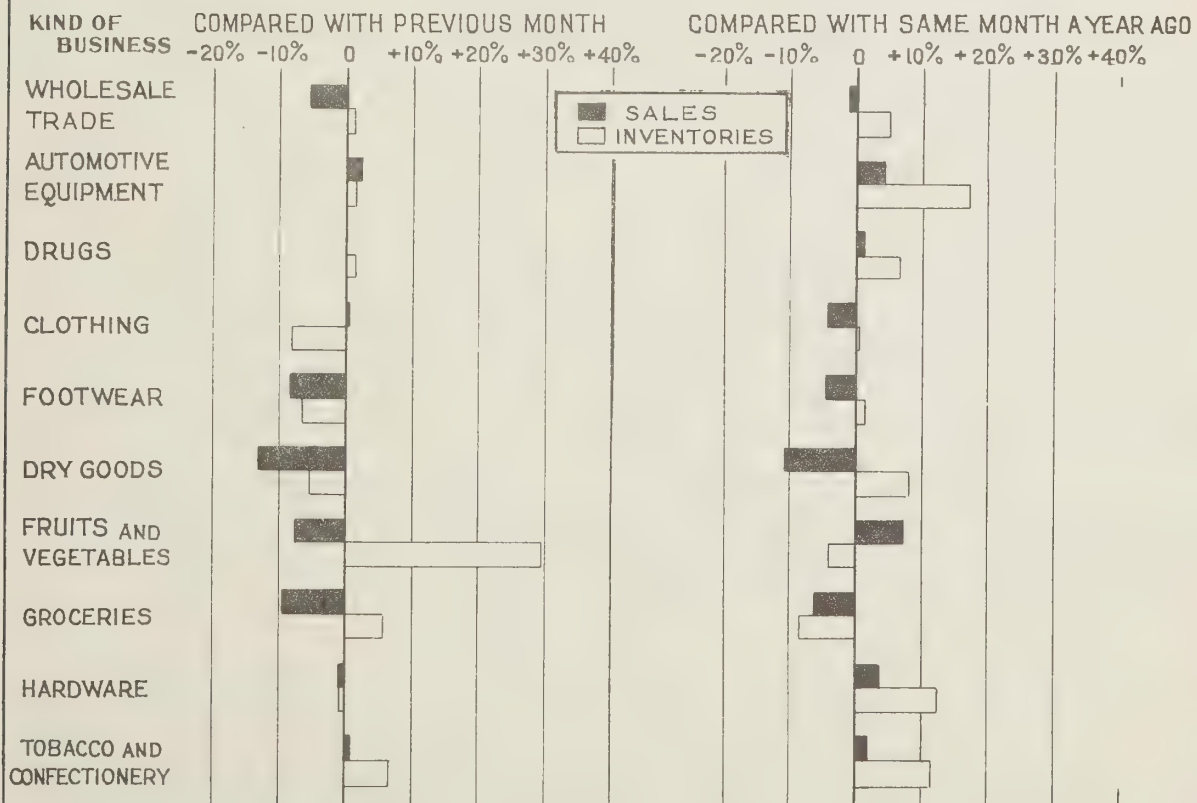 KIND OF BUSINESS
COMPARED WITH PREVIOUS MONTH
-20% -10% 0 +10% +20% +30% +40%
COMPARED WITH SAME MONTH A YEAR AGO
-20% -10% 0 +10% +20% +30% +40%
SALES
INVENTORIES
WHOLESALE
TRADE
AUTOMOTIVE
EQUIPMENT
DRUGS
CLOTHING
FOOTWEAR
DRY GOODS
FRUITS AND
VEGETABLES
GROCERIES
HARDWARE
TOBACCO AND
CONFECTIONERY